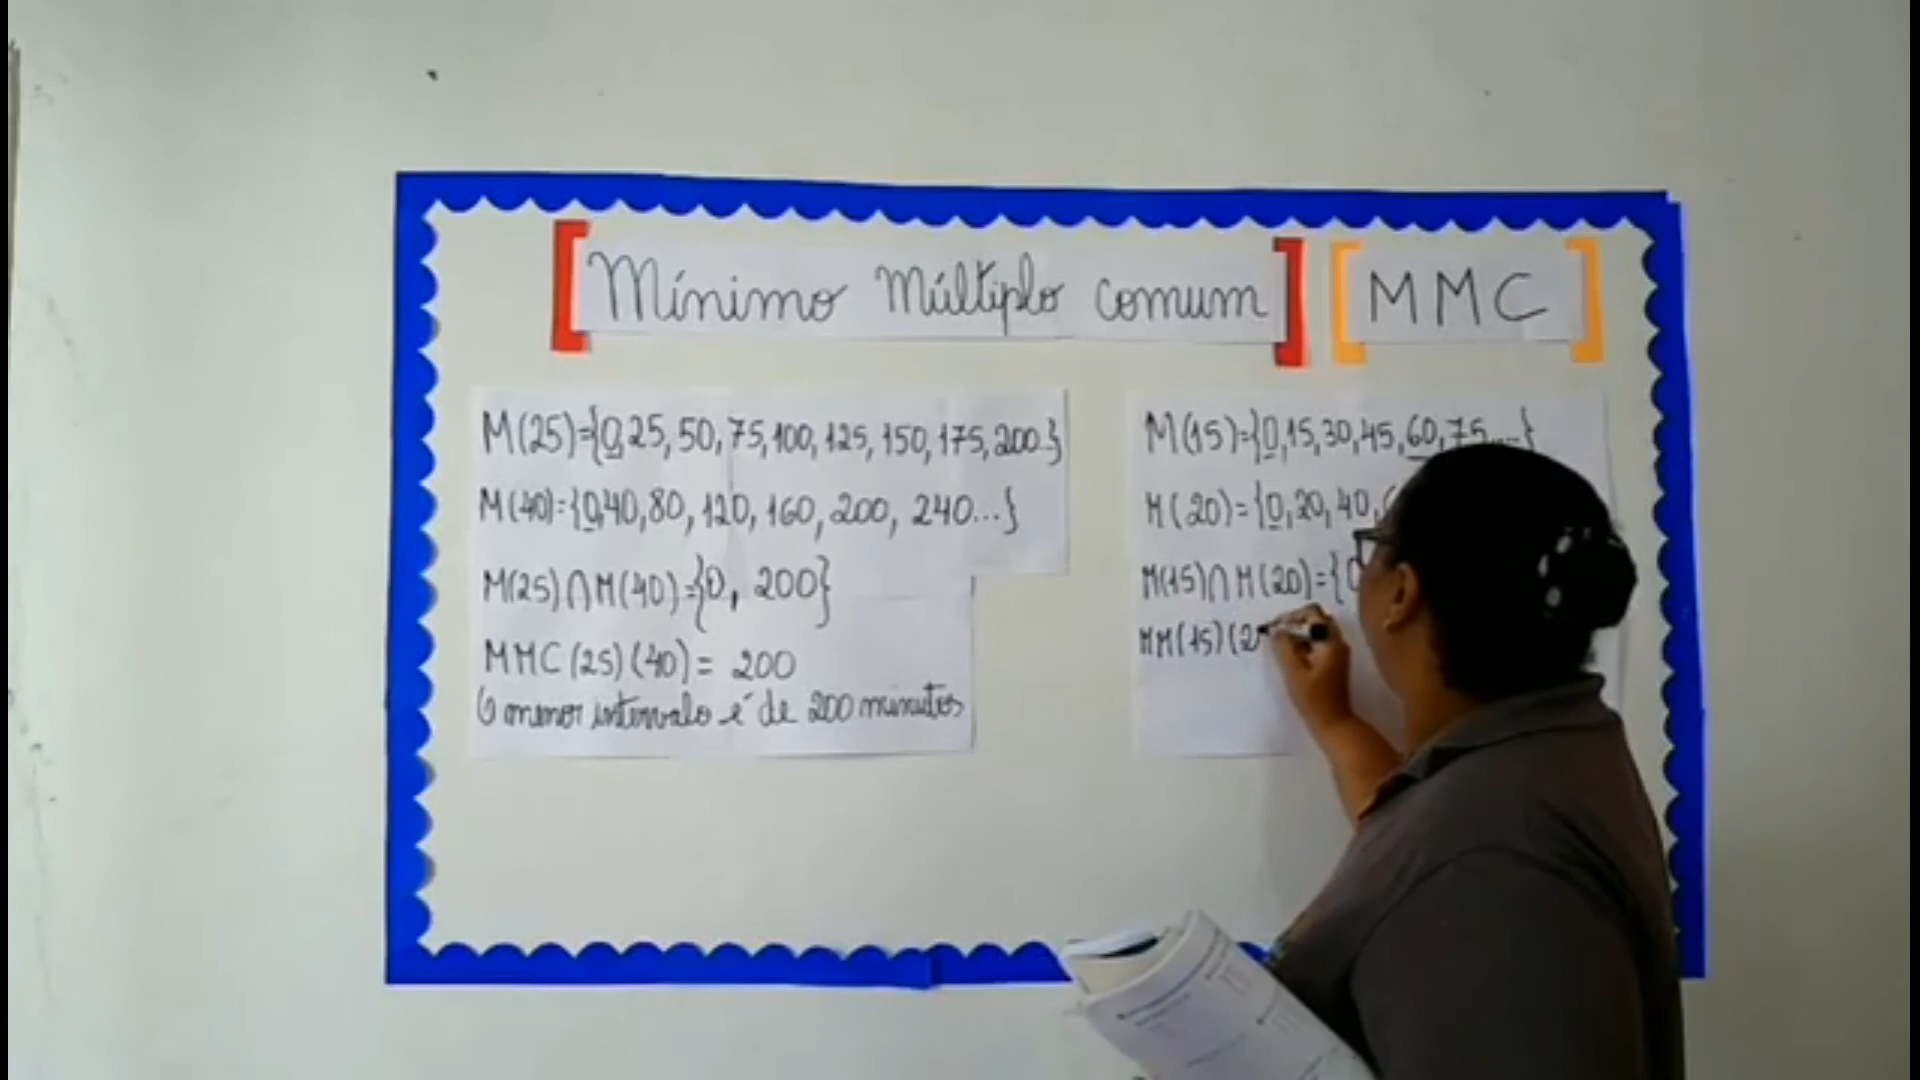 [Mínimo Múltiplo comum] [MMC]
M(25)={0,25,50,75,100,125,150,175,200..}
M(40)={0,40,80,120,160,200,240...}
M(25)∩M(40)={0,200}
MMC(25)(40)=200
O menor intervalo é de 200 minutos
M(15)={0,15,30,45,60,75...}
M(20)={0,20,40,
M(15)∩M(20)={0
MM(15)(2